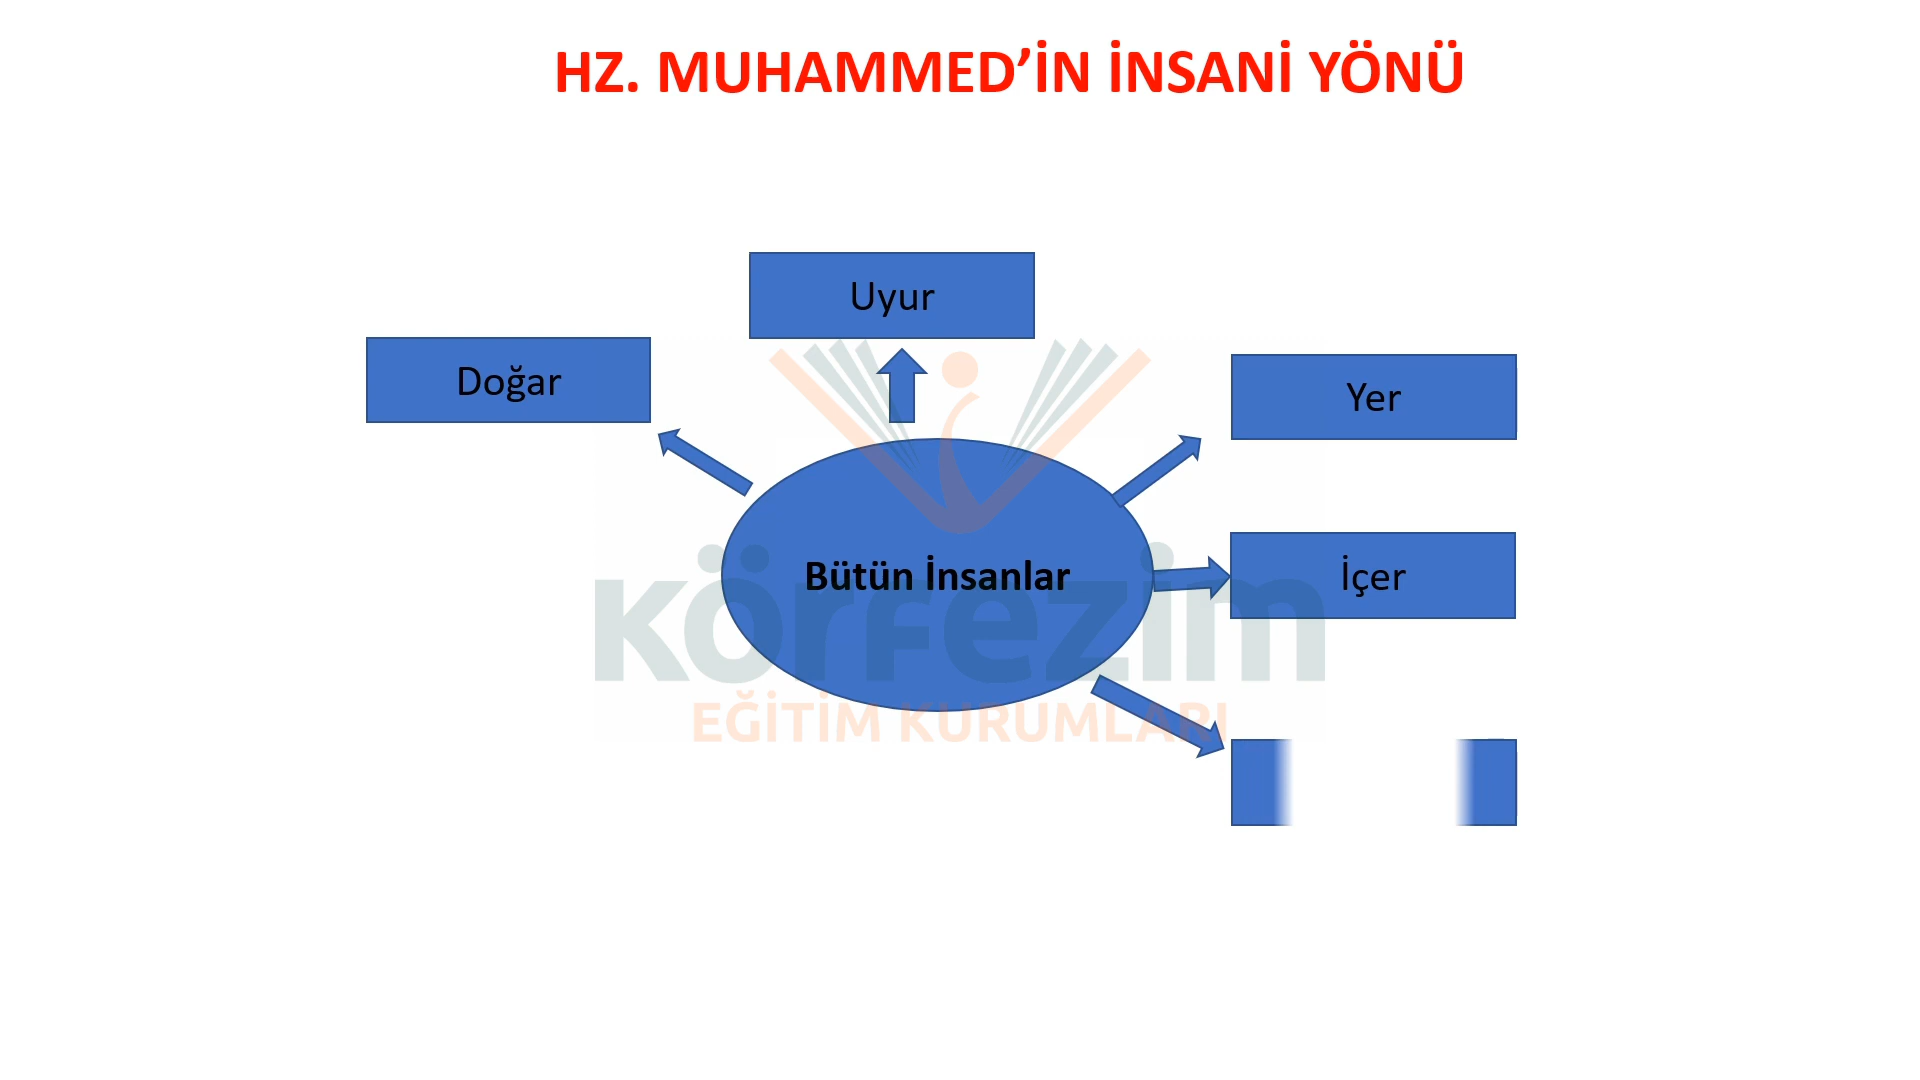 HZ. MUHAMMED’İN İNSANİ YÖNÜ
Uyur
Doğar
Yer
Bütün İnsanlar
İçer
körfezim
EĞİTİM KURUMLARI